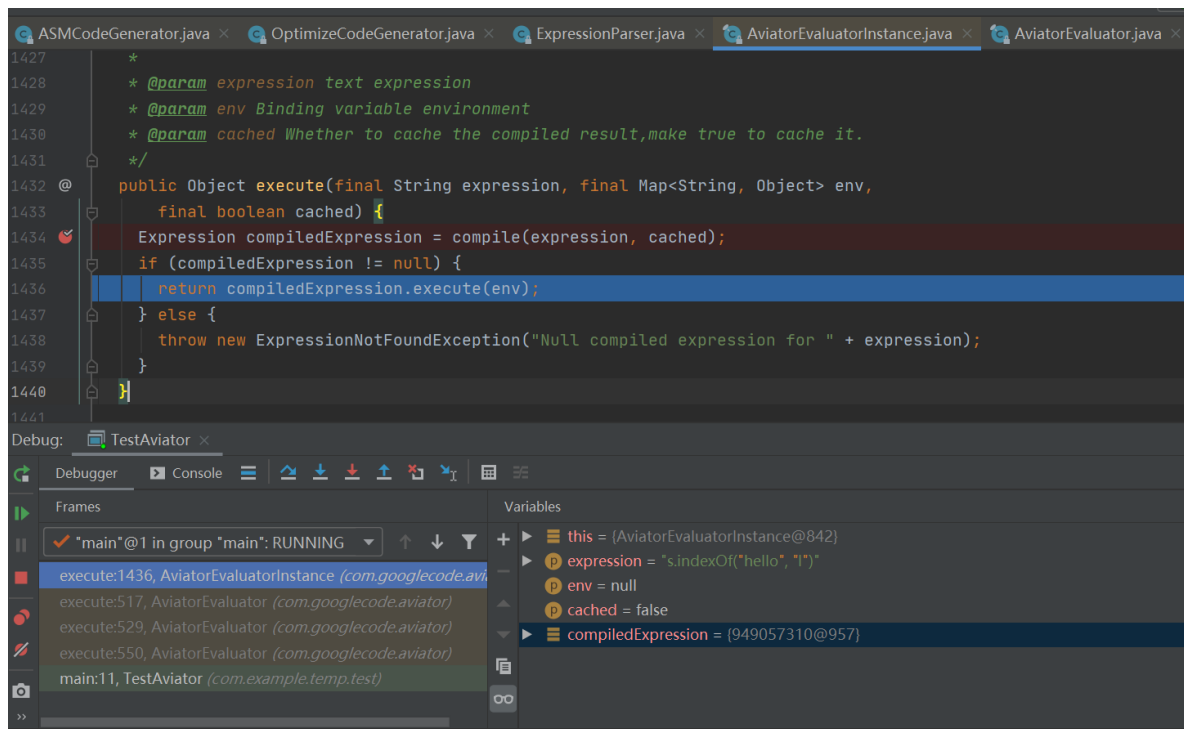 ASMCodeGenerator.java × OptimizeCodeGenerator.java × ExpressionParser.java × AviatorEvaluatorInstance.java × AviatorEvaluator.java ×
1427 *
1428 * @param expression text expression
1429 * @param env Binding variable environment
1430 * @param cached Whether to cache the compiled result,make true to cache it.
1431 */
1432 @ public Object execute(final String expression, final Map<String, Object> env,
1433 final boolean cached) {
1434 Expression compiledExpression = compile(expression, cached);
1435 if (compiledExpression != null) {
1436 return compiledExpression.execute(env);
1437 } else {
1438 throw new ExpressionNotFoundException("Null compiled expression for " + expression);
1439 }
1440 }
1441
Debug: TestAviator ×
Debugger Console
Frames
Variables
"main"@1 in group "main": RUNNING
this = {AviatorEvaluatorInstance@842}
expression = "s.indexOf("hello", "l")"
env = null
cached = false
compiledExpression = {949057310@957}
execute:1436, AviatorEvaluatorInstance (com.googlecode.avi
execute:517, AviatorEvaluator (com.googlecode.aviator)
execute:529, AviatorEvaluator (com.googlecode.aviator)
execute:550, AviatorEvaluator (com.googlecode.aviator)
main:11, TestAviator (com.example.temp.test)